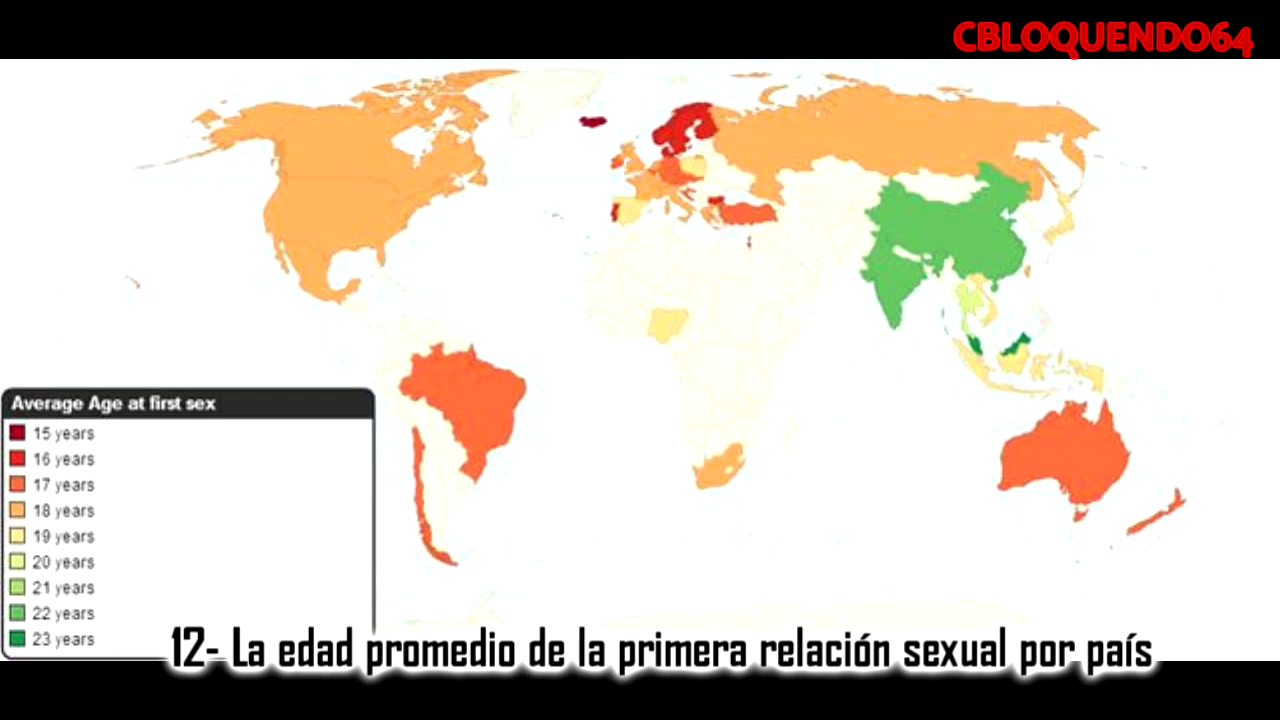 CBLOQUENDO64
Average Age at first sex
15 years
16 years
17 years
18 years
19 years
20 years
21 years
22 years
23 years
12- La edad promedio de la primera relación sexual por país